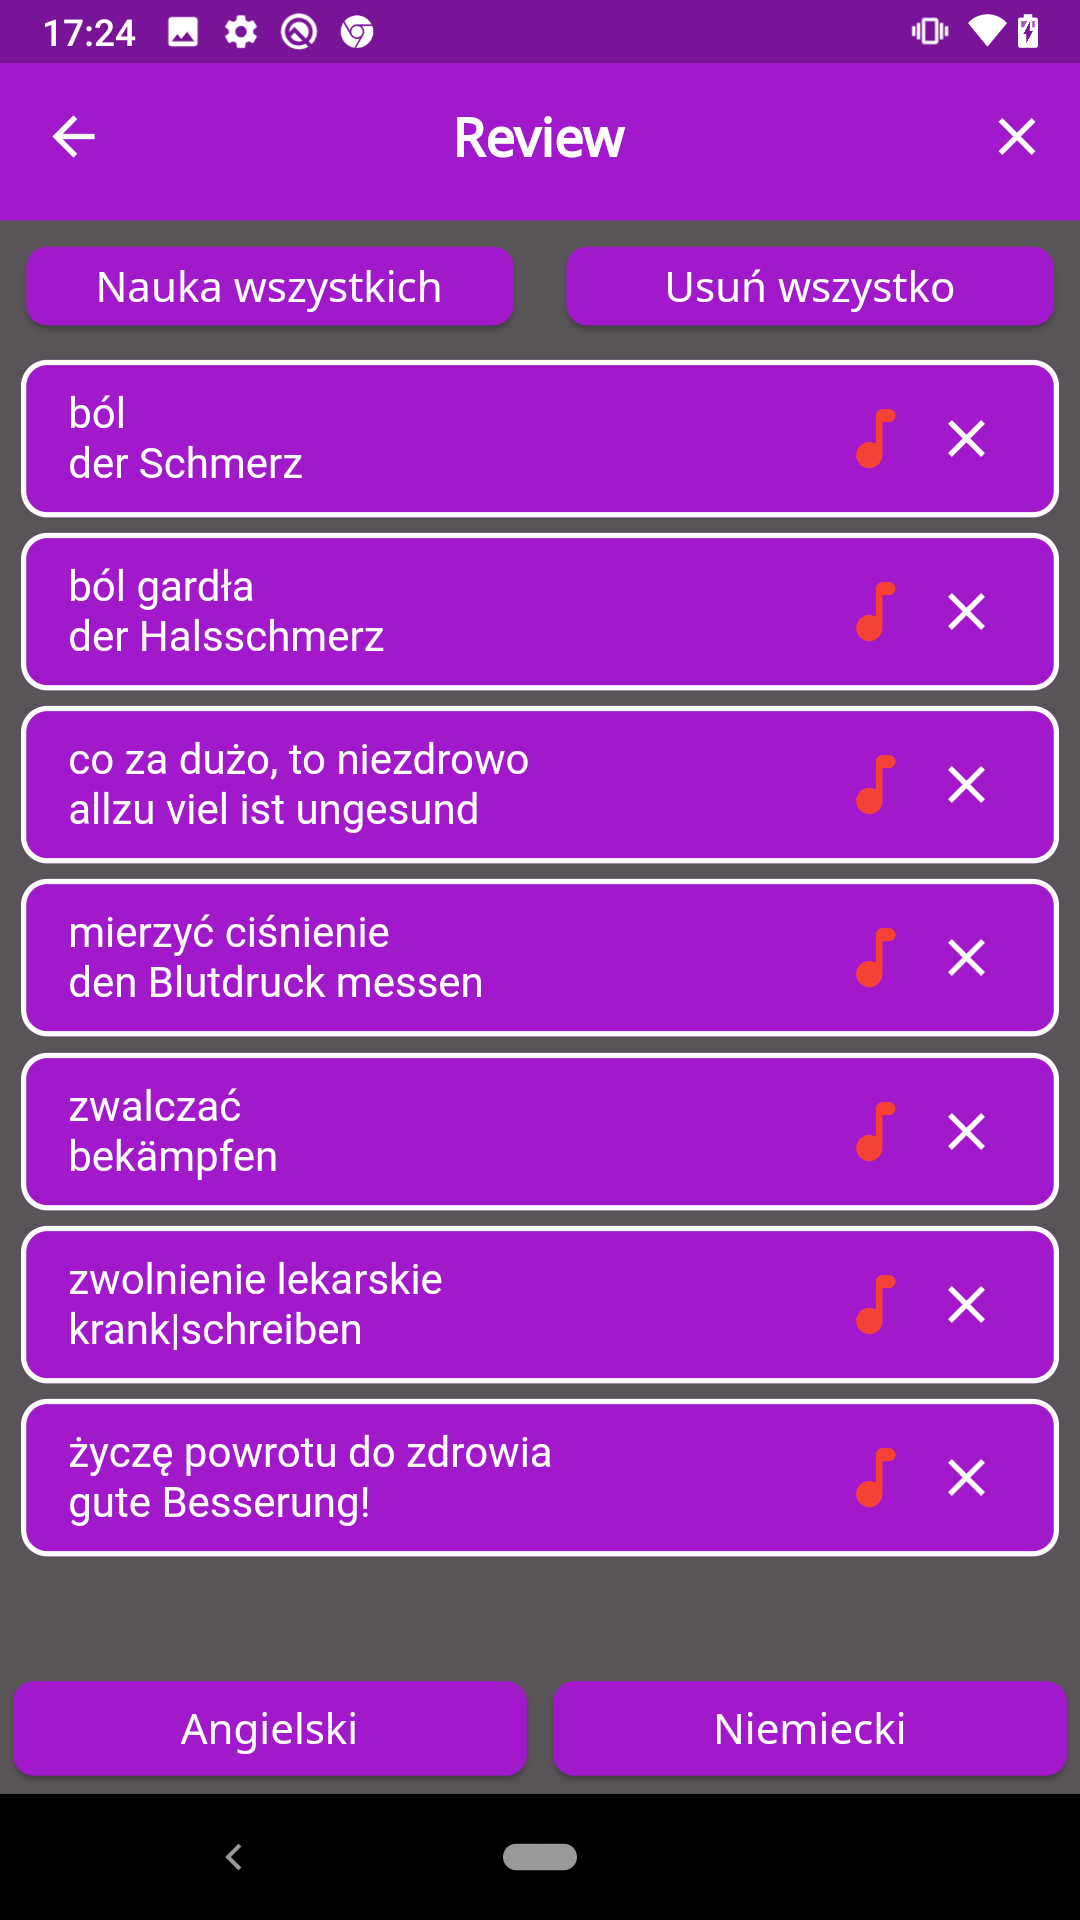 17:24
Review
Nauka wszystkich
Usuń wszystko
ból
der Schmerz
ból gardła
der Halsschmerz
co za dużo, to niezdrowo
allzu viel ist ungesund
mierzyć ciśnienie
den Blutdruck messen
zwalczać
bekämpfen
zwolnienie lekarskie
krank|schreiben
życzę powrotu do zdrowia
gute Besserung!
Angielski
Niemiecki